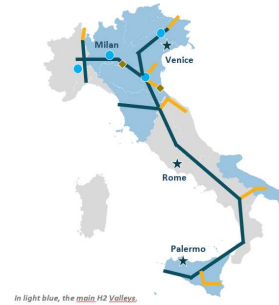 Milan
Venice
Rome
Palermo
In light blue, the main H2 Valleys.